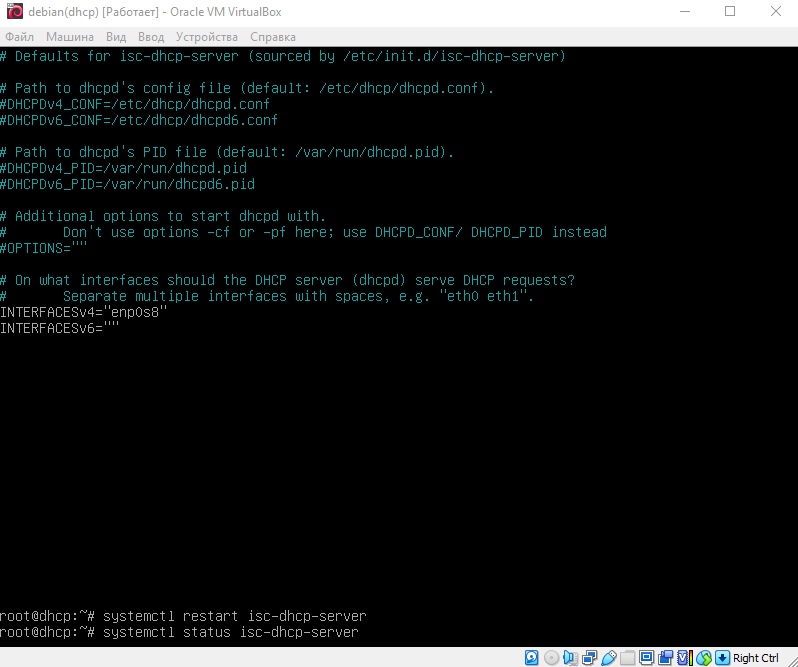 debian(dhcp) [Работает] - Oracle VM VirtualBox
Файл Машина Вид Ввод Устройства Справка
# Defaults for isc-dhcp-server (sourced by /etc/init.d/isc-dhcp-server)
# Path to dhcpd's config file (default: /etc/dhcp/dhcpd.conf).
#DHCPDv4_CONF=/etc/dhcp/dhcpd.conf
#DHCPDv6_CONF=/etc/dhcp/dhcpd6.conf
# Path to dhcpd's PID file (default: /var/run/dhcpd.pid).
#DHCPDv4_PID=/var/run/dhcpd.pid
#DHCPDv6_PID=/var/run/dhcpd6.pid
# Additional options to start dhcpd with.
#       Don't use options -cf or -pf here; use DHCPD_CONF/ DHCPD_PID instead
#OPTIONS=""
# On what interfaces should the DHCP server (dhcpd) serve DHCP requests?
#       Separate multiple interfaces with spaces, e.g. "eth0 eth1".
INTERFACESv4="enp0s8"
INTERFACESv6=""
root@dhcp:~# systemctl restart isc-dhcp-server
root@dhcp:~# systemctl status isc-dhcp-server
Right Ctrl